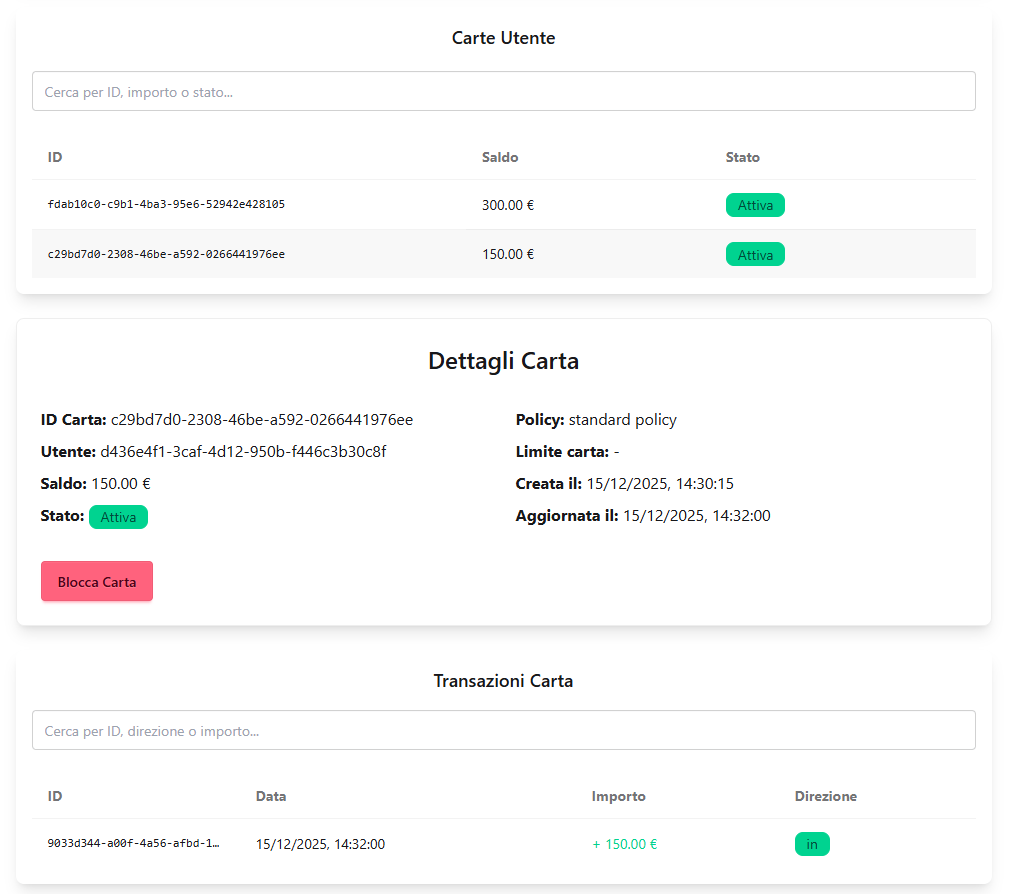 Carte Utente
Cerca per ID, importo o stato...
ID Saldo Stato
fdab10c0-c9b1-4ba3-95e6-52942e428105 300.00 € Attiva
c29bd7d0-2308-46be-a592-0266441976ee 150.00 € Attiva
Dettagli Carta
ID Carta: c29bd7d0-2308-46be-a592-0266441976ee
Utente: d436e4f1-3caf-4d12-950b-f446c3b30c8f
Saldo: 150.00 €
Stato: Attiva
Policy: standard policy
Limite carta: -
Creata il: 15/12/2025, 14:30:15
Aggiornata il: 15/12/2025, 14:32:00
Blocca Carta
Transazioni Carta
Cerca per ID, direzione o importo...
ID Data Importo Direzione
9033d344-a00f-4a56-afbd-1… 15/12/2025, 14:32:00 + 150.00 € in